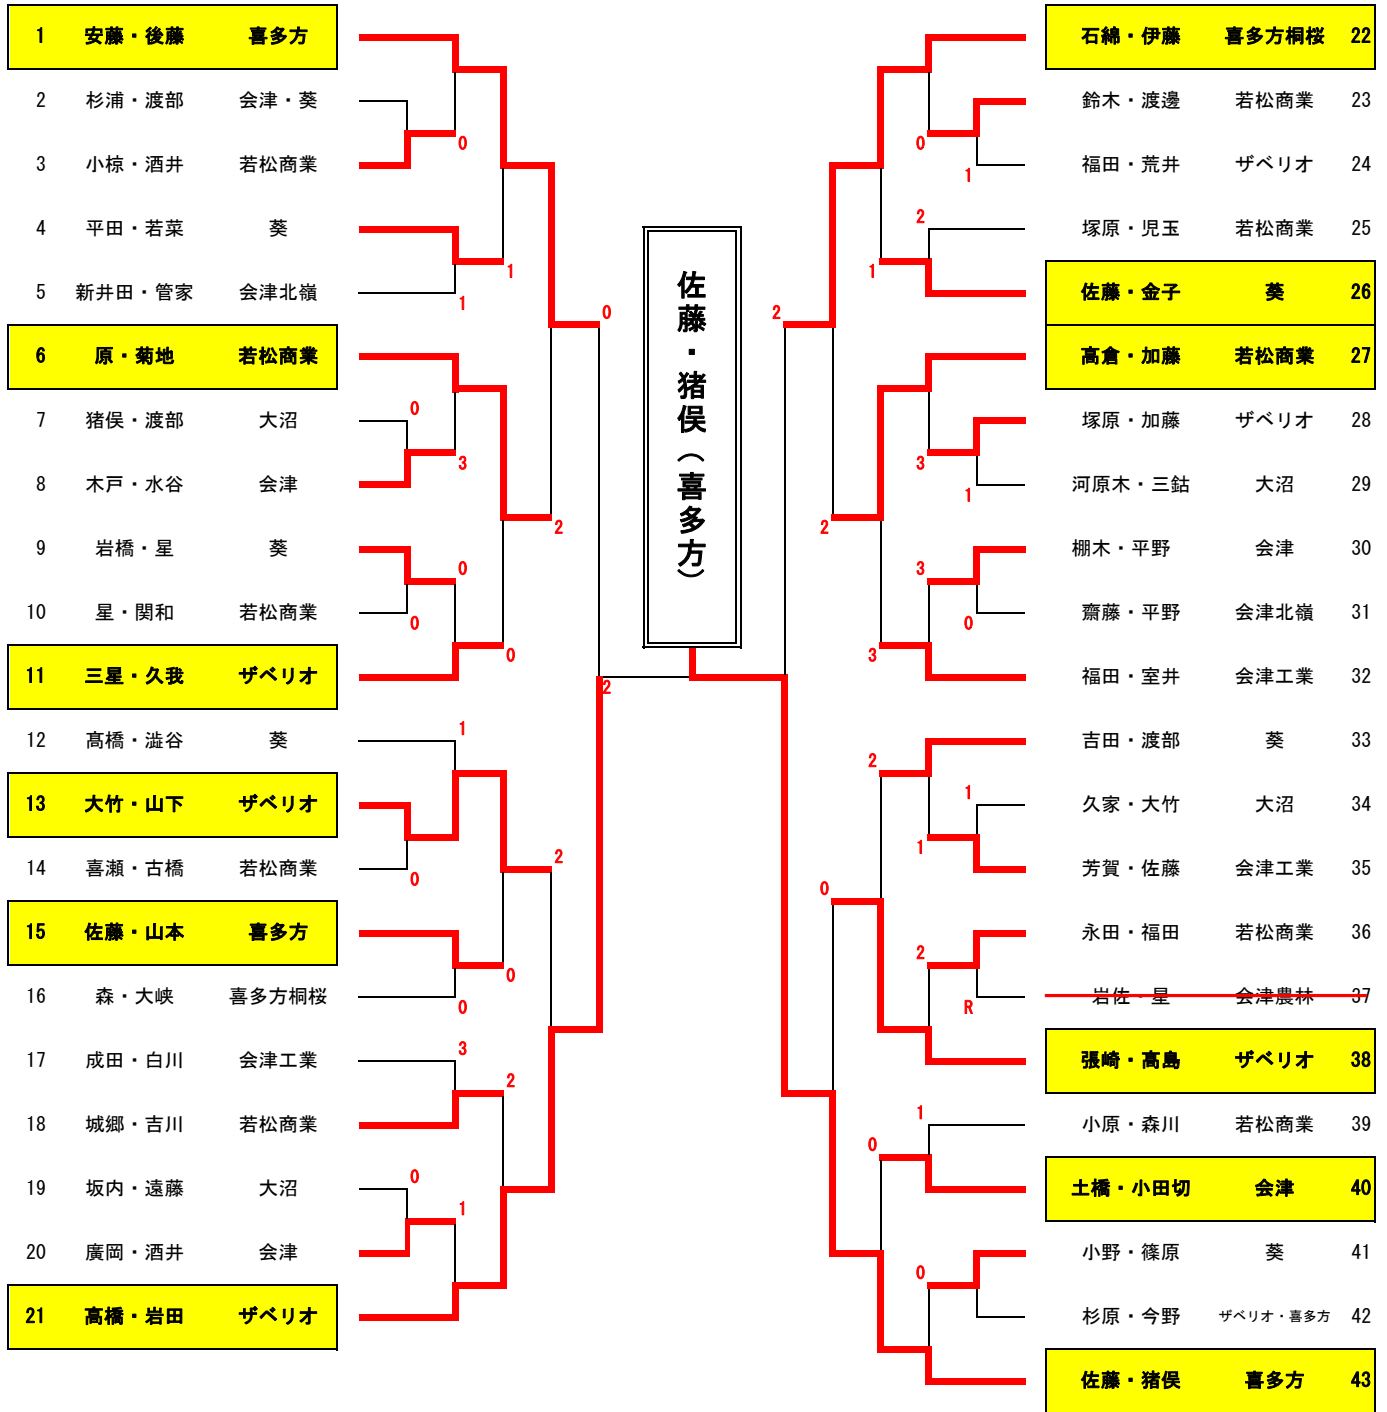 1 安藤・後藤 喜多方
2 杉浦・渡部 会津・葵
0
3 小椋・酒井 若松商業
4 平田・若菜 葵
1
5 新井田・管家 会津北嶺
1
0
6 原・菊地 若松商業
7 猪俣・渡部 大沼
0
3
8 木戸・水谷 会津
2
9 岩橋・星 葵
0
10 星・関和 若松商業
0
0
11 三星・久我 ザベリオ
2
12 髙橋・澁谷 葵
1
13 大竹・山下 ザベリオ
14 喜瀬・古橋 若松商業
0
2
15 佐藤・山本 喜多方
0
16 森・大峡 喜多方桐桜
0
17 成田・白川 会津工業
3
2
18 城郷・吉川 若松商業
19 坂内・遠藤 大沼
0
1
20 廣岡・酒井 会津
21 高橋・岩田 ザベリオ
佐藤・猪俣（喜多方）
石綿・伊藤 喜多方桐桜 22
鈴木・渡邊 若松商業 23
0
福田・荒井 ザベリオ 24
1
2
塚原・児玉 若松商業 25
1
佐藤・金子 葵 26
2
高倉・加藤 若松商業 27
塚原・加藤 ザベリオ 28
3
河原木・三鈷 大沼 29
1
2
棚木・平野 会津 30
3
齋藤・平野 会津北嶺 31
0
3
福田・室井 会津工業 32
吉田・渡部 葵 33
2
久家・大竹 大沼 34
1
1
芳賀・佐藤 会津工業 35
0
永田・福田 若松商業 36
2
岩佐・星 会津農林 37
R
張崎・高島 ザベリオ 38
小原・森川 若松商業 39
1
0
土橋・小田切 会津 40
小野・篠原 葵 41
0
杉原・今野 ザベリオ・喜多方 42
佐藤・猪俣 喜多方 43